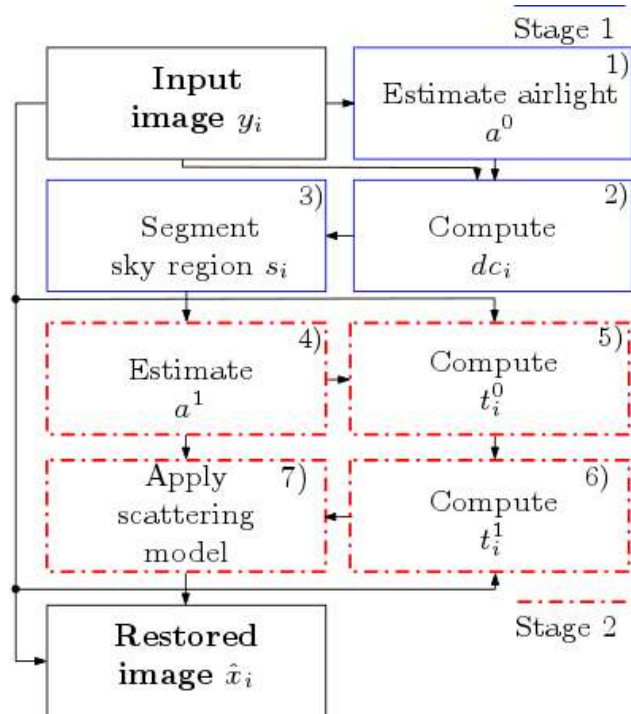 Stage 1
Input
image y_i
1)
Estimate airlight
a^0
3)
Segment
sky region s_i
2)
Compute
dc_i
4)
Estimate
a^1
5)
Compute
t_i^0
7)
Apply
scattering
model
6)
Compute
t_i^1
Stage 2
Restored
image x̂_i